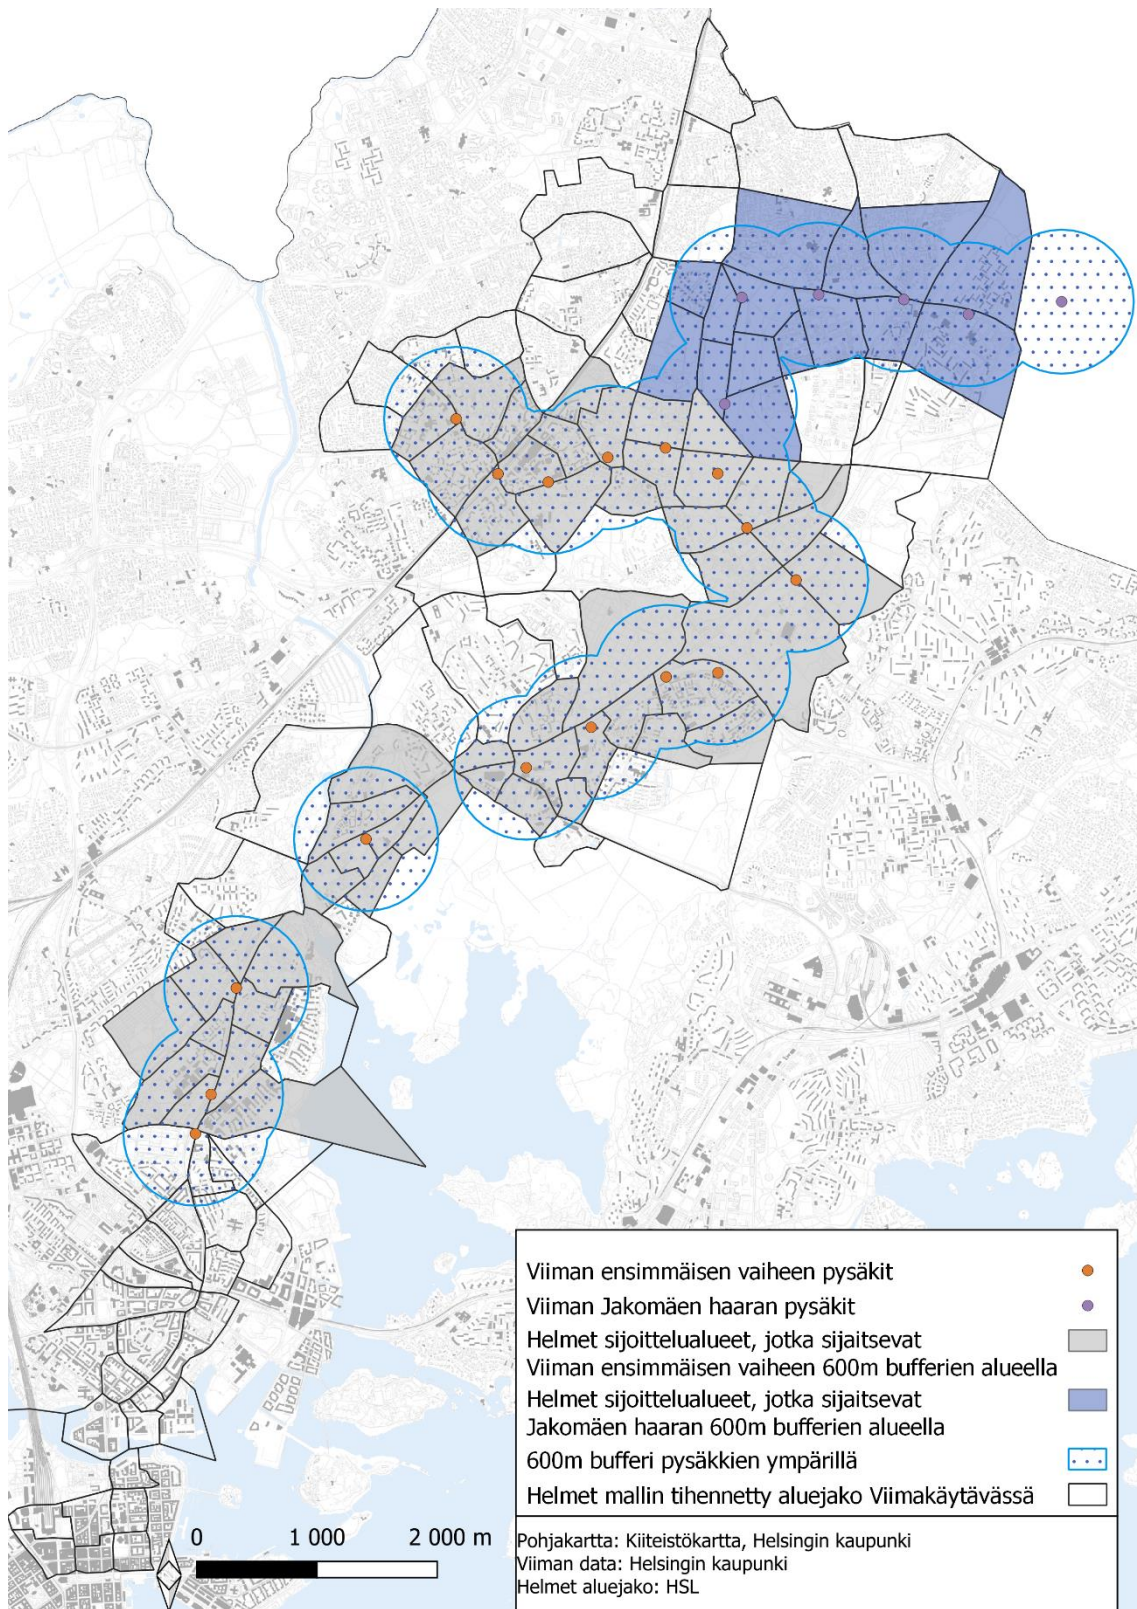 Viiman ensimmäisen vaiheen pysäkit
Viiman Jakomäen haaran pysäkit
Helmet sijoittelualueet, jotka sijaitsevat
Viiman ensimmäisen vaiheen 600m bufferien alueella
Helmet sijoittelualueet, jotka sijaitsevat
Jakomäen haaran 600m bufferien alueella
600m bufferi pysäkkien ympärillä
Helmet mallin tihennetty aluejako Viimakäytävässä
0 1 000 2 000 m
Pohjakartta: Kiiteistökartta, Helsingin kaupunki
Viiman data: Helsingin kaupunki
Helmet aluejako: HSL